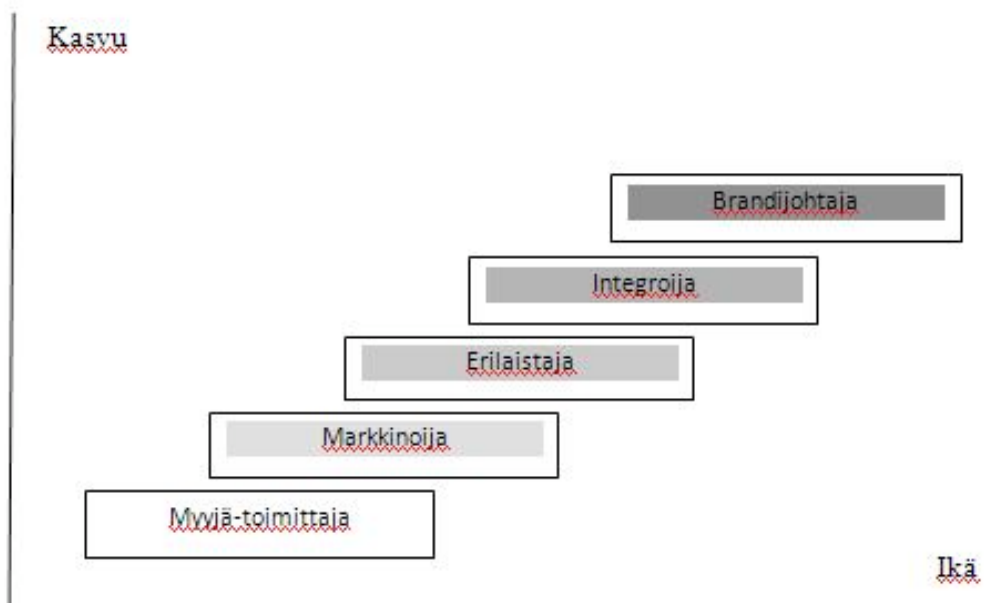 Kasvu
Brandijohtaja
Integroija
Erilaistaja
Markkinoija
Myyjä-toimittaja
Ikä